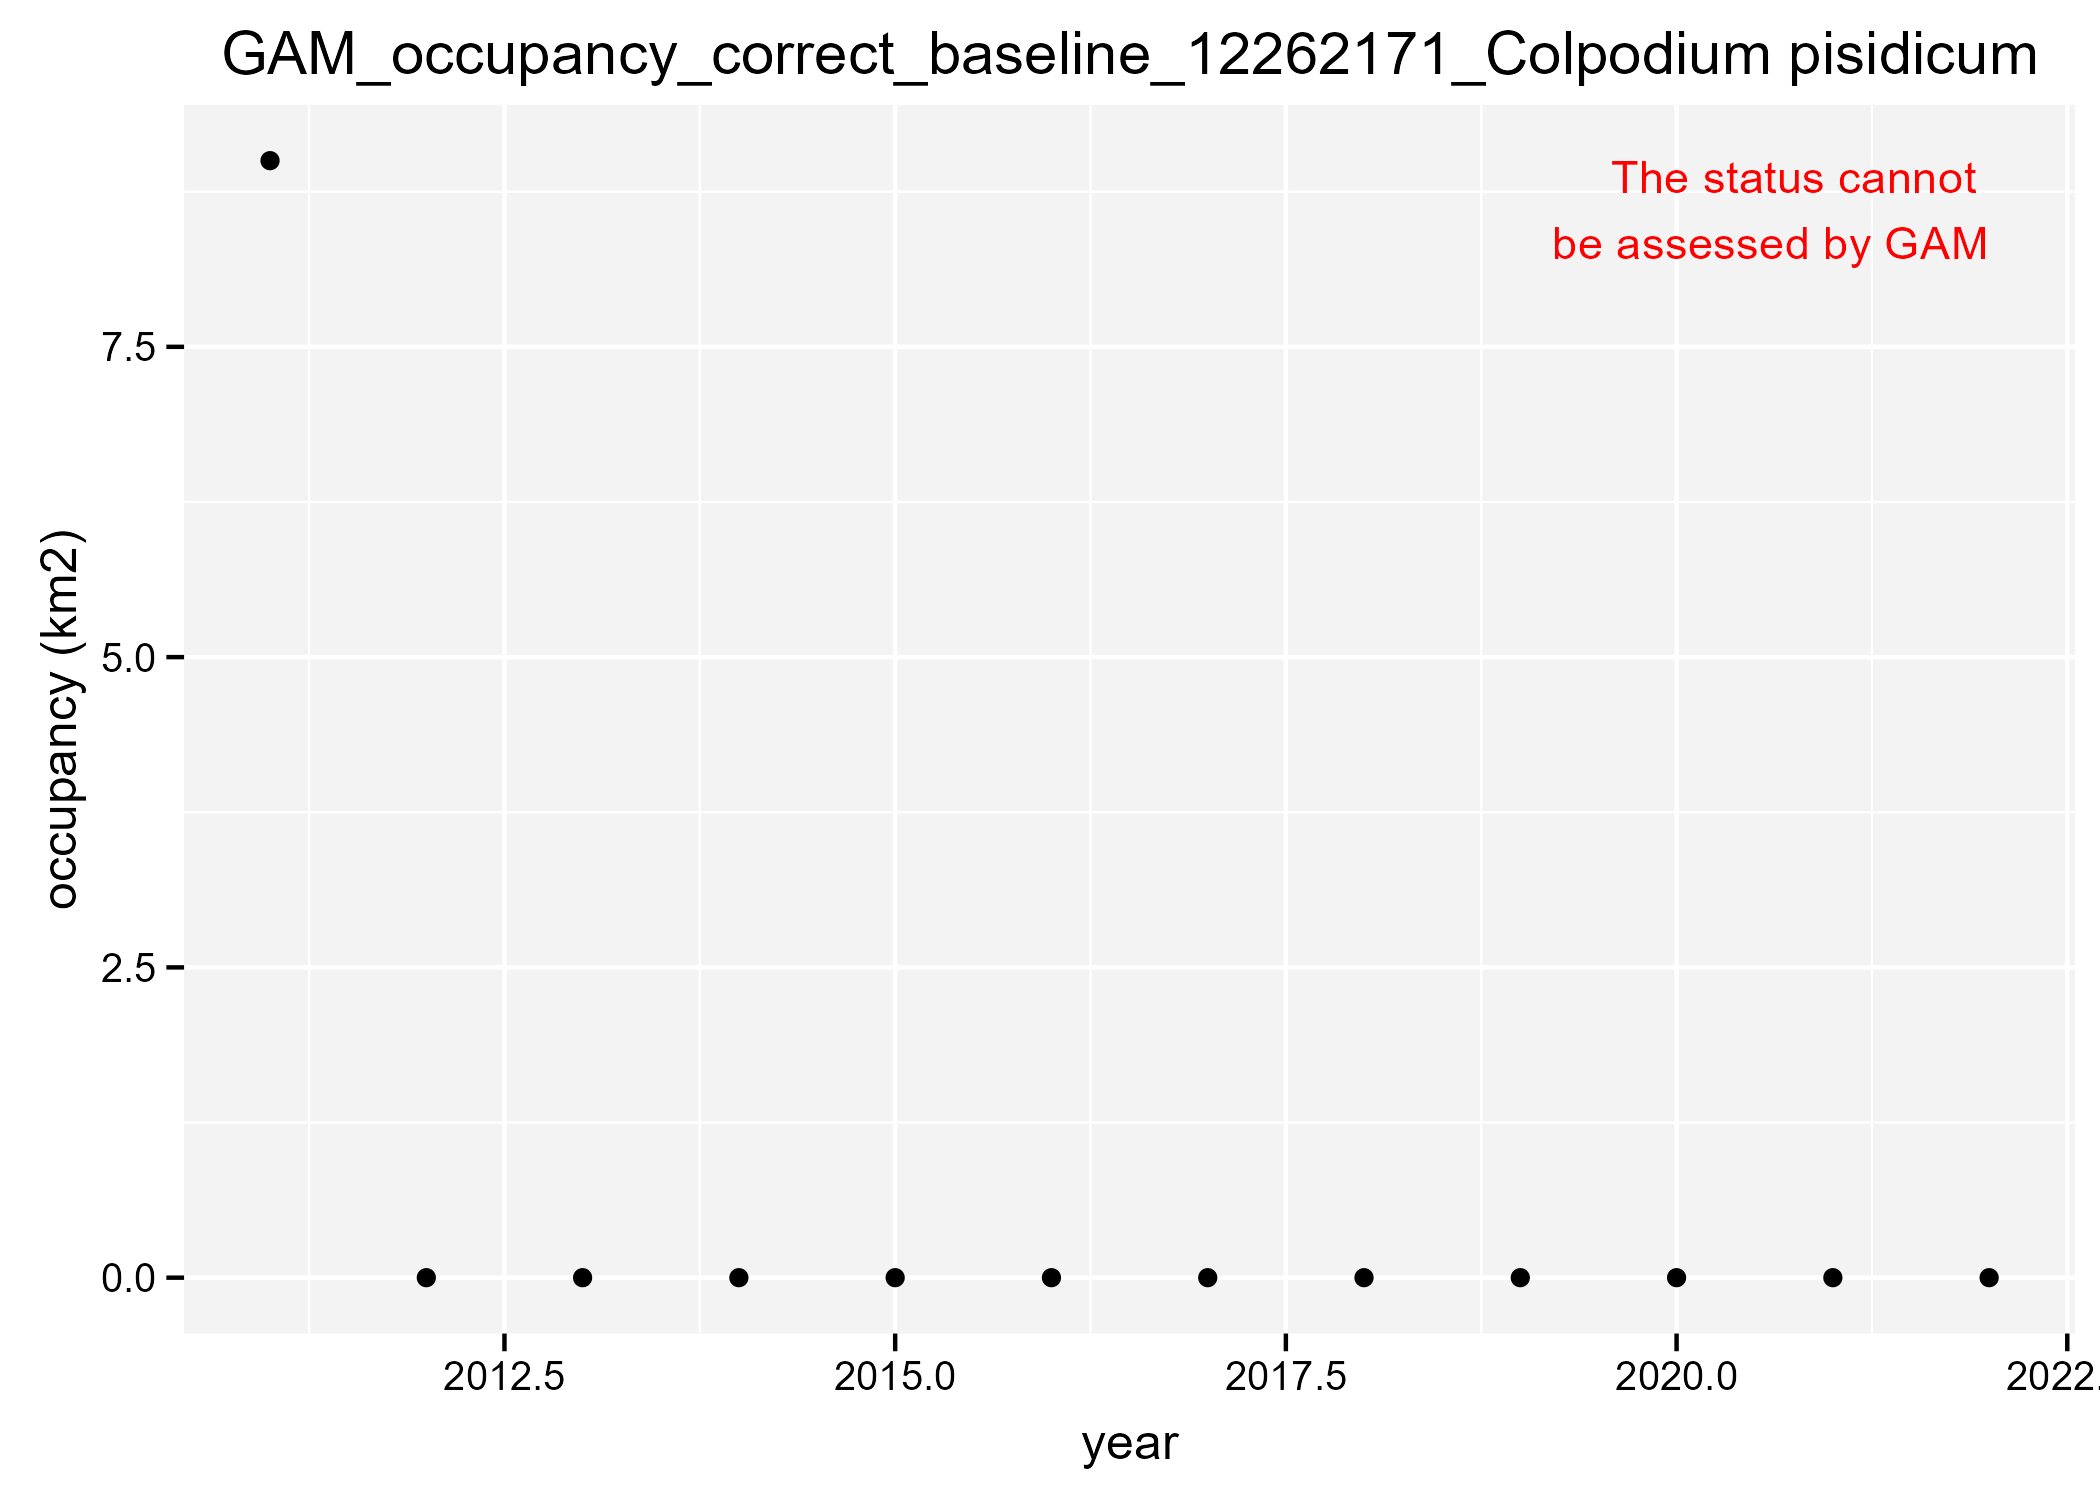 GAM_occupancy_correct_baseline_12262171_Colpodium pisidicum
The status cannot
be assessed by GAM
occupancy (km2)
7.5
5.0
2.5
0.0
2012.5
2015.0
2017.5
2020.0
2022.
year